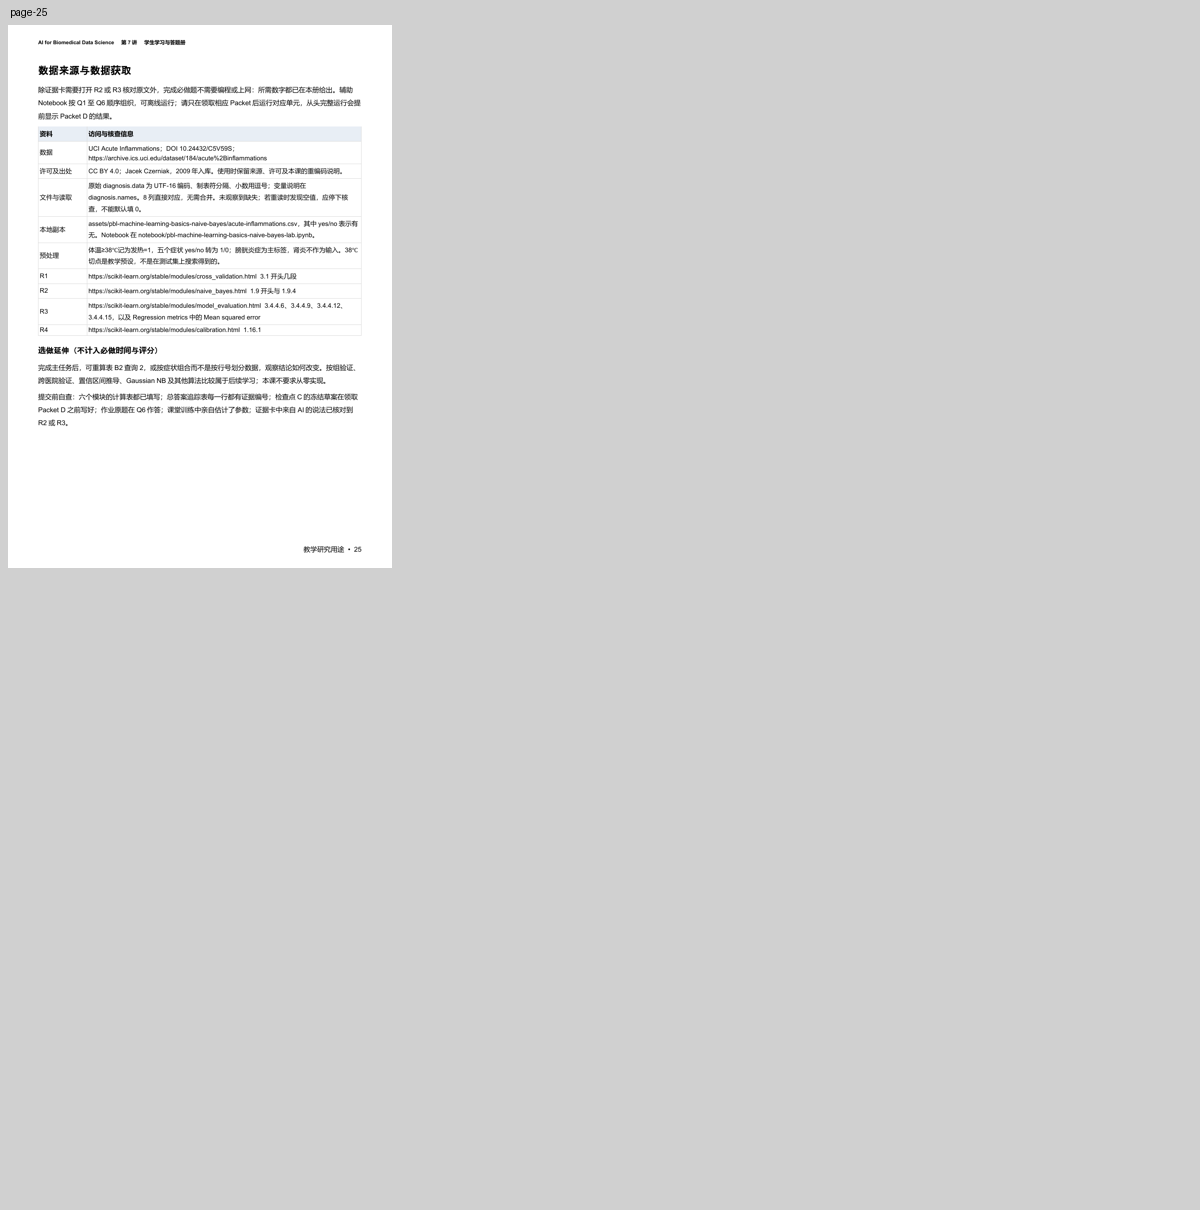 page-25
AI for Biomedical Data Science 第 7 讲 学生学习与答题册
数据来源与数据获取
除证据卡需要打开 R2 或 R3 核对原文外，完成必做题不需要编程或上网：所需数字都已在本册给出。辅助
Notebook 按 Q1 至 Q6 顺序组织，可离线运行；请只在领取相应 Packet 后运行对应单元，从头完整运行会提
前显示 Packet D 的结果。
资料 访问与核查信息
数据 UCI Acute Inflammations；DOI 10.24432/C5V59S；
https://archive.ics.uci.edu/dataset/184/acute%2Binflammations
许可及出处 CC BY 4.0；Jacek Czerniak，2009 年入库。使用时保留来源、许可及本课的重编码说明。
文件与读取 原始 diagnosis.data 为 UTF-16 编码、制表符分隔，小数用逗号；变量说明在
diagnosis.names。8 列直接对应，无需合并。未观察到缺失；若重读时发现空值，应停下核
查，不能默认填 0。
本地副本 assets/pbl-machine-learning-basics-naive-bayes/acute-inflammations.csv，其中 yes/no 表示有
无。Notebook 在 notebook/pbl-machine-learning-basics-naive-bayes-lab.ipynb。
预处理 体温≥38℃记为发热=1，五个症状 yes/no 转为 1/0；膀胱炎症为主标签，肾炎不作为输入。38℃
切点是教学预设，不是在测试集上搜索得到的。
R1 https://scikit-learn.org/stable/modules/cross_validation.html 3.1 开头几段
R2 https://scikit-learn.org/stable/modules/naive_bayes.html 1.9 开头与 1.9.4
R3 https://scikit-learn.org/stable/modules/model_evaluation.html 3.4.4.6、3.4.4.9、3.4.4.12、
3.4.4.15，以及 Regression metrics 中的 Mean squared error
R4 https://scikit-learn.org/stable/modules/calibration.html 1.16.1
选做延伸（不计入必做时间与评分）
完成主任务后，可重算表 B2 查询 2，或按症状组合而不是按行号划分数据，观察结论如何改变。按组验证、
跨医院验证、置信区间推导、Gaussian NB 及其他算法比较属于后续学习；本课不要求从零实现。
提交前自查：六个模块的计算表都已填写；总答案追踪表每一行都有证据编号；检查点 C 的冻结草案在领取
Packet D 之前写好；作业原题在 Q6 作答；课堂训练中亲自估计了参数；证据卡中来自 AI 的说法已核对到
R2 或 R3。
教学研究用途 • 25